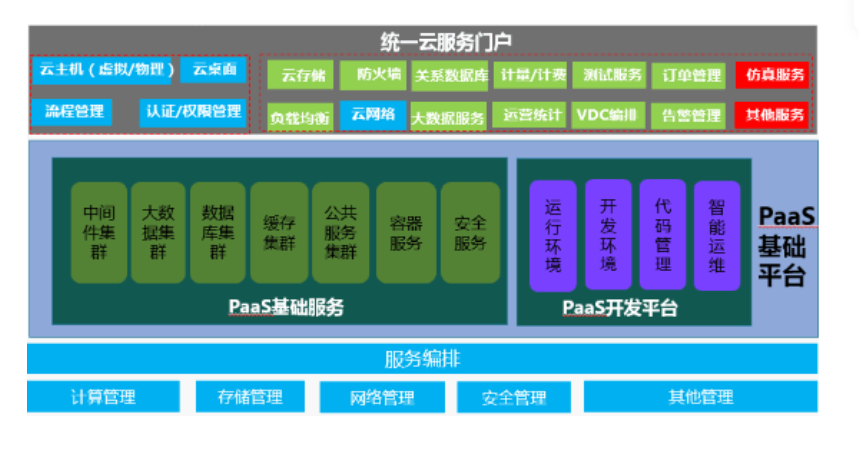 统一云服务门户
云主机（虚拟/物理）
云桌面
云存储
防火墙
关系数据库
计量/计费
测试服务
订单管理
仿真服务
流程管理
认证/权限管理
负载均衡
云网络
大数据服务
运营统计
VDC编排
告警管理
其他服务
中间
件集
群
大数
据集
群
数据
库集
群
缓存
集群
公共
服务
集群
容器
服务
安全
服务
PaaS基础服务
运
行
环
境
开
发
环
境
代
码
管
理
智
能
运
维
PaaS开发平台
PaaS
基础
平台
服务编排
计算管理
存储管理
网络管理
安全管理
其他管理